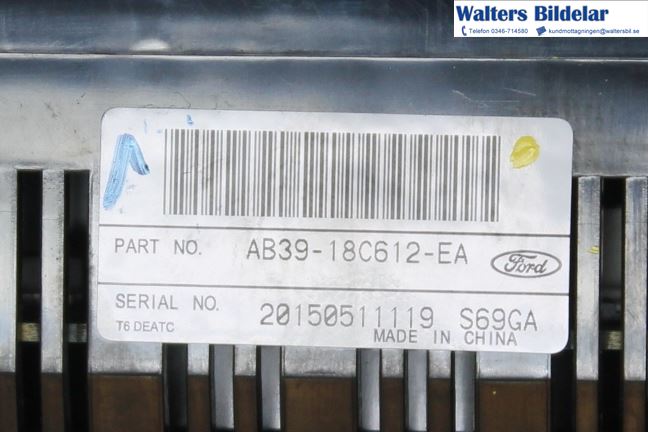 Walters Bildelar
Telefon 0346-714580 kundmottagningen@waltersbil.se
PART NO. AB39-18C612-EA Ford
SERIAL NO. 20150511119 S69GA
T6 DEATC MADE IN CHINA